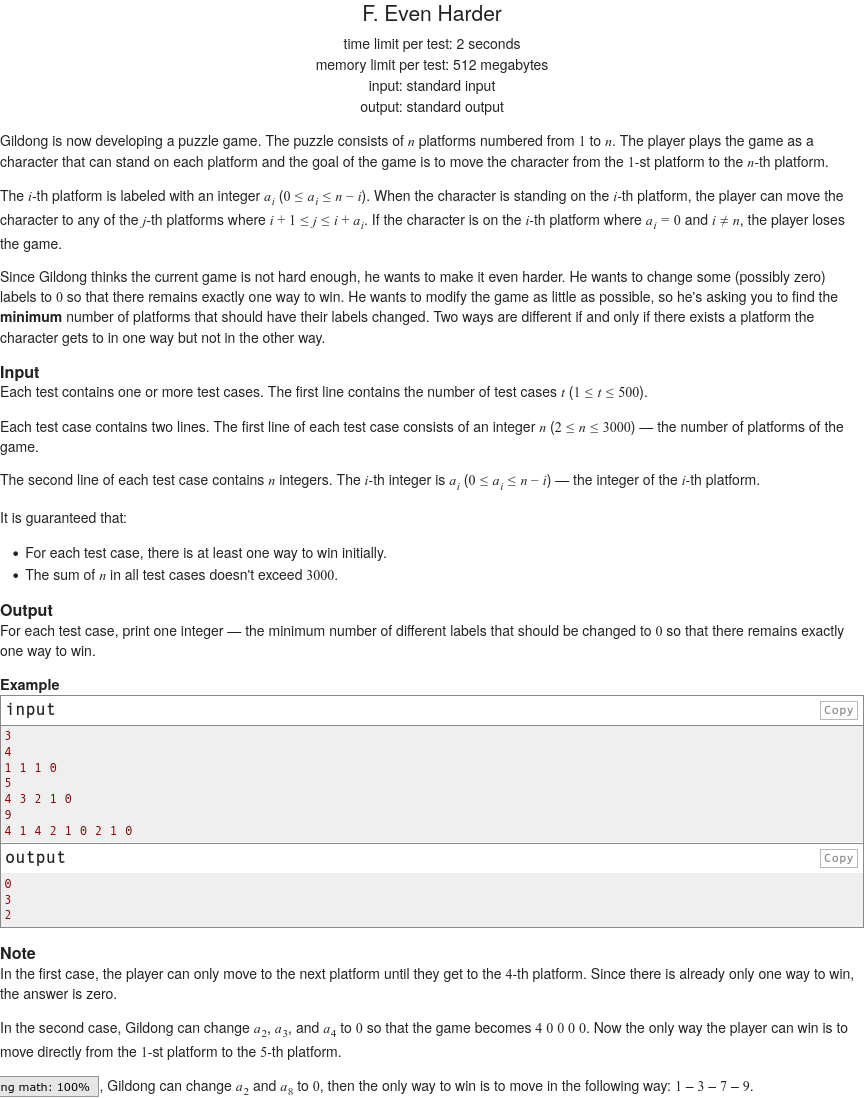 F. Even Harder
time limit per test: 2 seconds
memory limit per test: 512 megabytes
input: standard input
output: standard output
Gildong is now developing a puzzle game. The puzzle consists of n platforms numbered from 1 to n. The player plays the game as a
character that can stand on each platform and the goal of the game is to move the character from the 1-st platform to the n-th platform.
The i-th platform is labeled with an integer a_i (0 ≤ a_i ≤ n − i). When the character is standing on the i-th platform, the player can move the
character to any of the j-th platforms where i + 1 ≤ j ≤ i + a_i. If the character is on the i-th platform where a_i = 0 and i ≠ n, the player loses
the game.
Since Gildong thinks the current game is not hard enough, he wants to make it even harder. He wants to change some (possibly zero)
labels to 0 so that there remains exactly one way to win. He wants to modify the game as little as possible, so he's asking you to find the
minimum number of platforms that should have their labels changed. Two ways are different if and only if there exists a platform the
character gets to in one way but not in the other way.
Input
Each test contains one or more test cases. The first line contains the number of test cases t (1 ≤ t ≤ 500).
Each test case contains two lines. The first line of each test case consists of an integer n (2 ≤ n ≤ 3000) — the number of platforms of the
game.
The second line of each test case contains n integers. The i-th integer is a_i (0 ≤ a_i ≤ n − i) — the integer of the i-th platform.
It is guaranteed that:
• For each test case, there is at least one way to win initially.
• The sum of n in all test cases doesn't exceed 3000.
Output
For each test case, print one integer — the minimum number of different labels that should be changed to 0 so that there remains exactly
one way to win.
Example
input Copy
3
4
1 1 1 0
5
4 3 2 1 0
9
4 1 4 2 1 0 2 1 0
output Copy
0
3
2
Note
In the first case, the player can only move to the next platform until they get to the 4-th platform. Since there is already only one way to win,
the answer is zero.
In the second case, Gildong can change a_2, a_3, and a_4 to 0 so that the game becomes 4 0 0 0 0. Now the only way the player can win is to
move directly from the 1-st platform to the 5-th platform.
ng math: 100% , Gildong can change a_2 and a_8 to 0, then the only way to win is to move in the following way: 1 – 3 – 7 – 9.